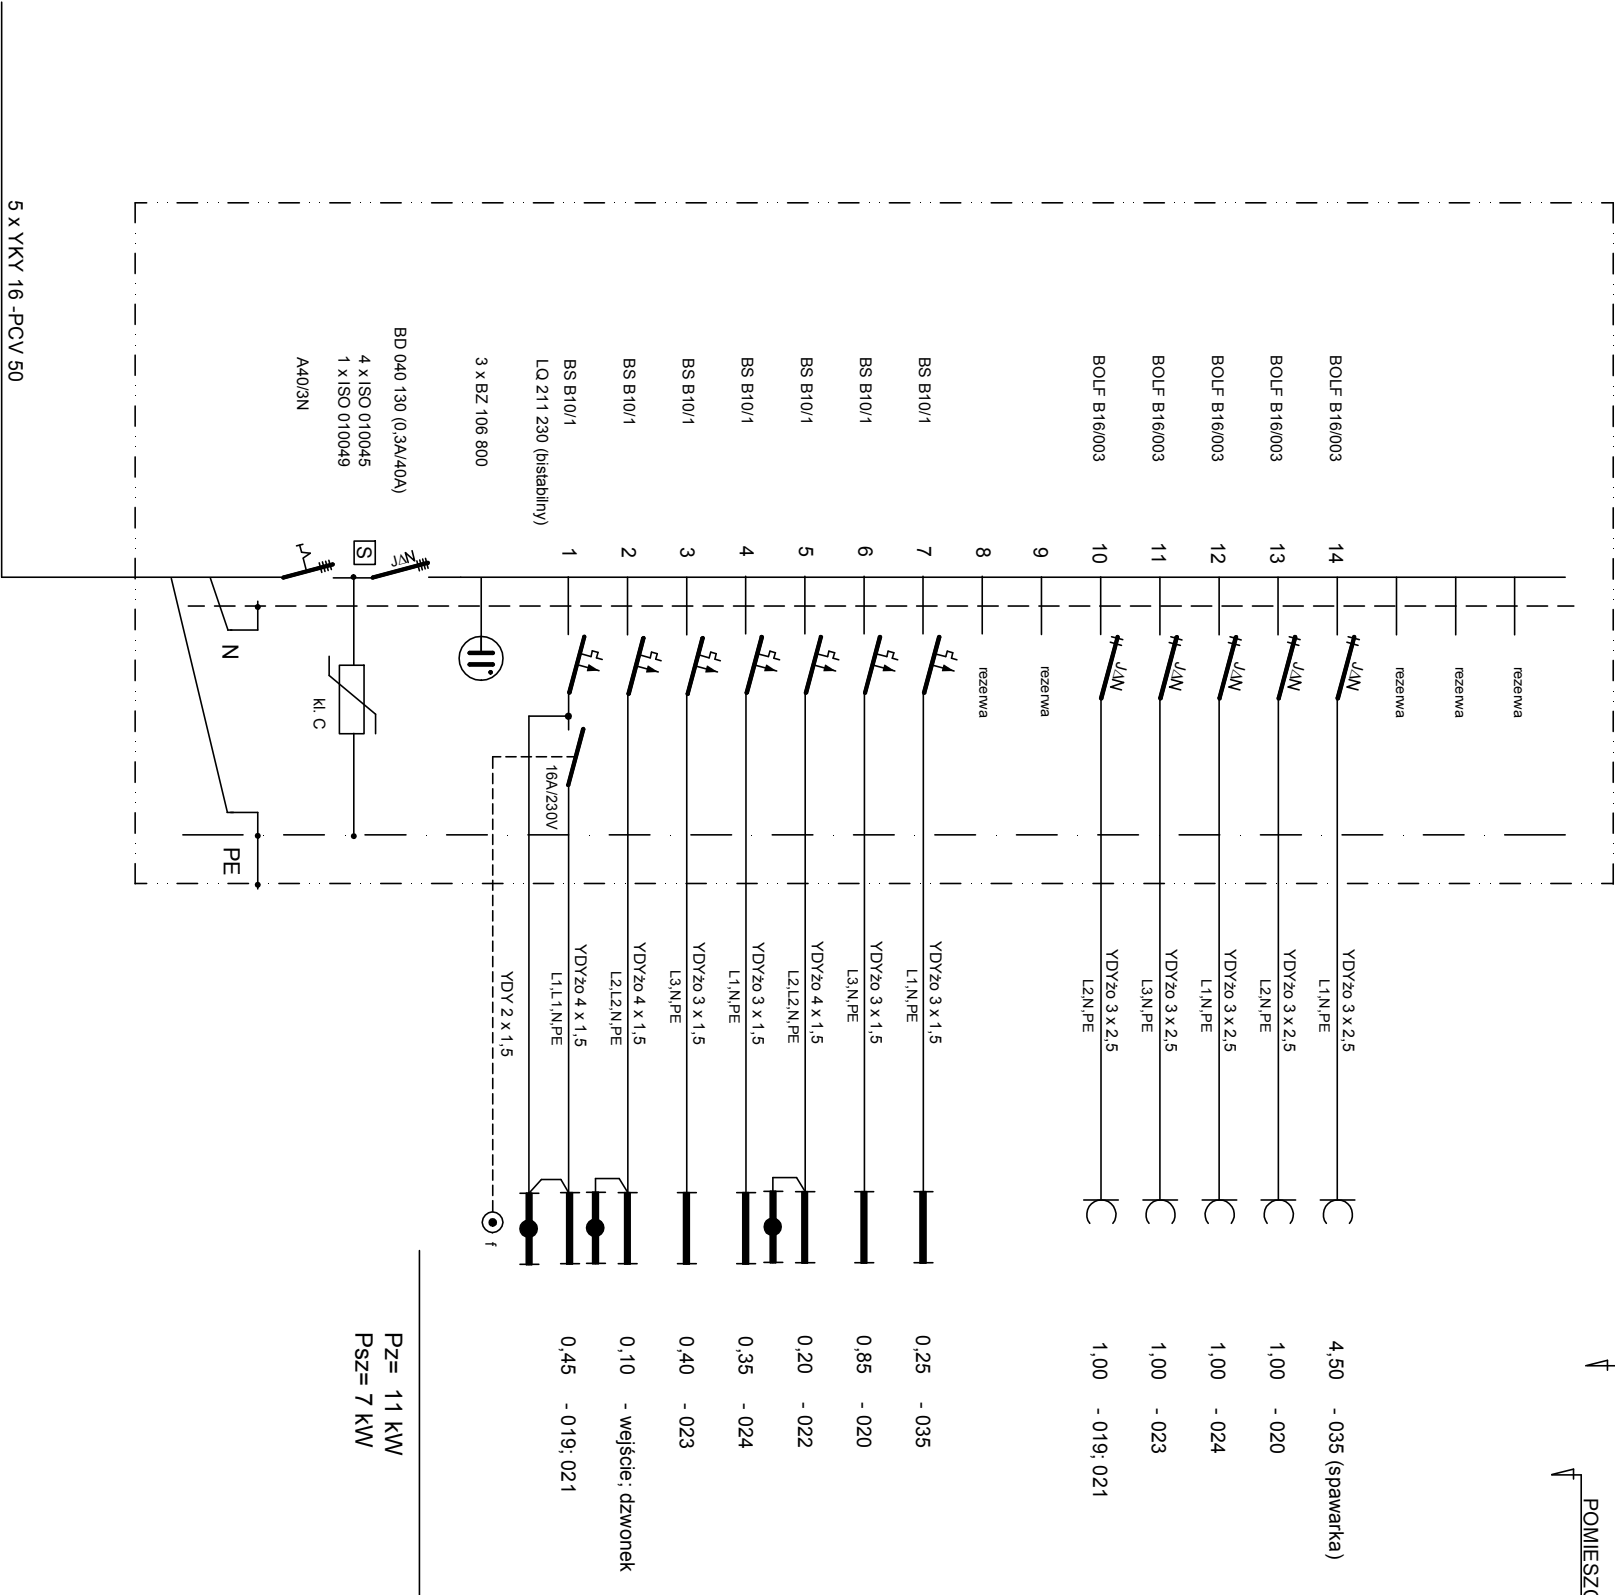 POMIESZC
rezerwa
rezerwa
rezerwa
BOLF B16/003
14
YDYżo 3 x 2,5
L1,N,PE
4,50 - 035 (spawarka)
BOLF B16/003
13
YDYżo 3 x 2,5
L2,N,PE
1,00 - 020
BOLF B16/003
12
YDYżo 3 x 2,5
L1,N,PE
1,00 - 024
BOLF B16/003
11
YDYżo 3 x 2,5
L3,N,PE
1,00 - 023
BOLF B16/003
10
YDYżo 3 x 2,5
L2,N,PE
1,00 - 019; 021
9
rezerwa
8
rezerwa
BS B10/1
7
YDYżo 3 x 1,5
L1,N,PE
0,25 - 035
BS B10/1
6
YDYżo 3 x 1,5
L3,N,PE
0,85 - 020
BS B10/1
5
YDYżo 4 x 1,5
L2,L2,N,PE
0,20 - 022
BS B10/1
4
YDYżo 3 x 1,5
L1,N,PE
0,35 - 024
BS B10/1
3
YDYżo 3 x 1,5
L3,N,PE
0,40 - 023
BS B10/1
2
YDYżo 4 x 1,5
L2,L2,N,PE
0,10 - wejście; dzwonek
BS B10/1
LQ 211 230 (bistabilny)
1
16A/230V
YDYżo 4 x 1,5
L1,L1,N,PE
0,45 - 019; 021
YDY 2 x 1,5
f
3 x BZ 106 800
BD 040 130 (0,3A/40A)
J∆N
4 x ISO 010045
1 x ISO 010049
S
kl. C
A40/3N
N
PE
Pz= 11 kW
Psz= 7 kW
5 x YKY 16 -PCV 50
J∆N
J∆N
J∆N
J∆N
J∆N